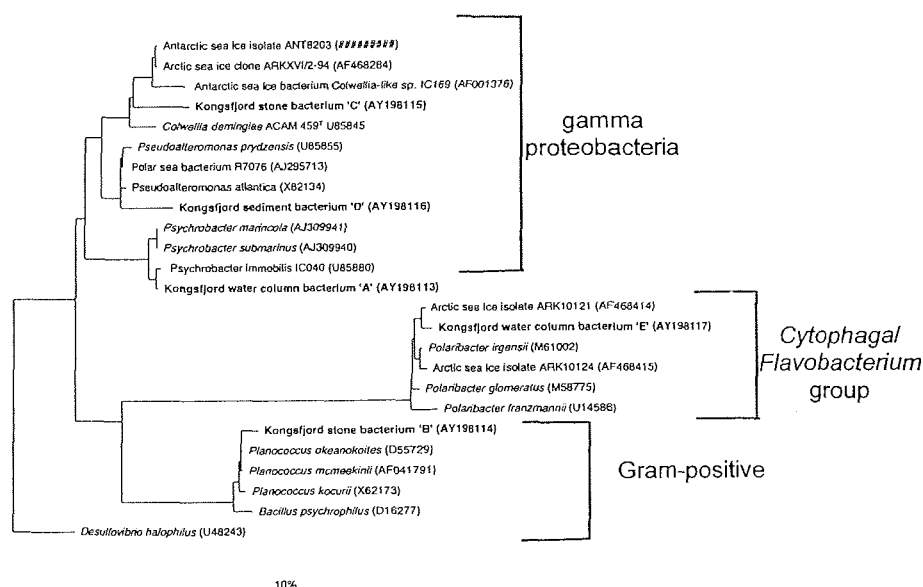 Antarctic sea ice isolate ANT8203 (#########)
Arctic sea ice clone ARKXVI/2-94 (AF468284)
Antarctic sea ice bacterium Colwellia-like sp. IC169 (AF001376)
Kongsfjord stone bacterium 'C' (AY198115)
Colwellia demingiae ACAM 459T U85845
Pseudoalteromonas prydzensis (U85855)
Polar sea bacterium R7076 (AJ295713)
Pseudoalteromonas atlantica (X82134)
Kongsfjord sediment bacterium 'D' (AY198116)
Psychrobacter marincola (AJ309941)
Psychrobacter submarinus (AJ309940)
Psychrobacter immobilis IC040 (U85880)
Kongsfjord water column bacterium 'A' (AY198113)
gamma
proteobacteria
Arctic sea ice isolate ARK10121 (AF468414)
Kongsfjord water column bacterium 'E' (AY198117)
Polaribacter irgensii (M61002)
Arctic sea ice isolate ARK10124 (AF468415)
Polaribacter glomeratus (M58775)
Polaribacter franzmannii (U14586)
Cytophagal
Flavobacterium
group
Kongsfjord stone bacterium 'B' (AY198114)
Planococcus okeanokoites (D55729)
Planococcus mcmeekinii (AF041791)
Planococcus kocurii (X62173)
Bacillus psychrophilus (D16277)
Gram-positive
Desulfovibrio halophilus (U48243)
10%